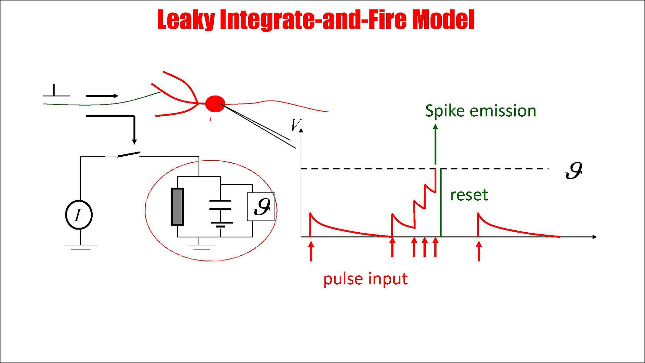 Leaky Integrate-and-Fire Model
Spike emission
V
ϑ
reset
I
ϑ
pulse input